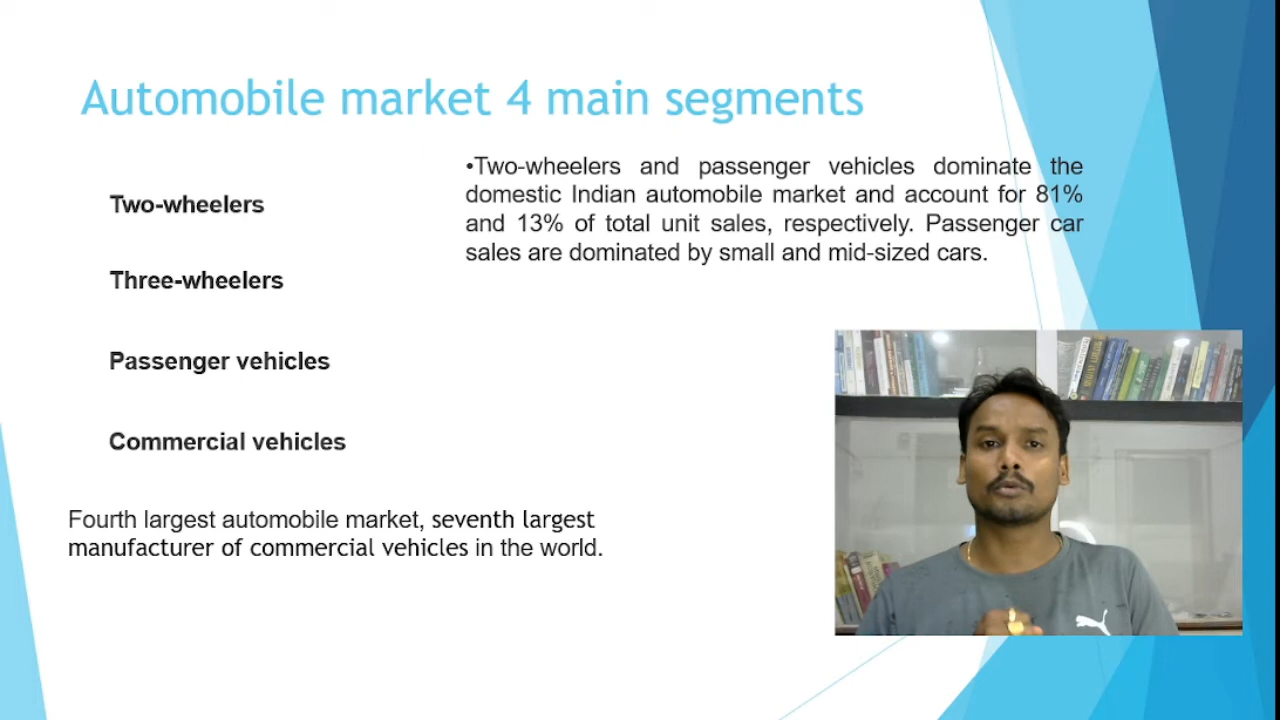 Automobile market 4 main segments
Two-wheelers
Three-wheelers
Passenger vehicles
Commercial vehicles
•Two-wheelers and passenger vehicles dominate the
domestic Indian automobile market and account for 81%
and 13% of total unit sales, respectively. Passenger car
sales are dominated by small and mid-sized cars.
Fourth largest automobile market, seventh largest
manufacturer of commercial vehicles in the world.